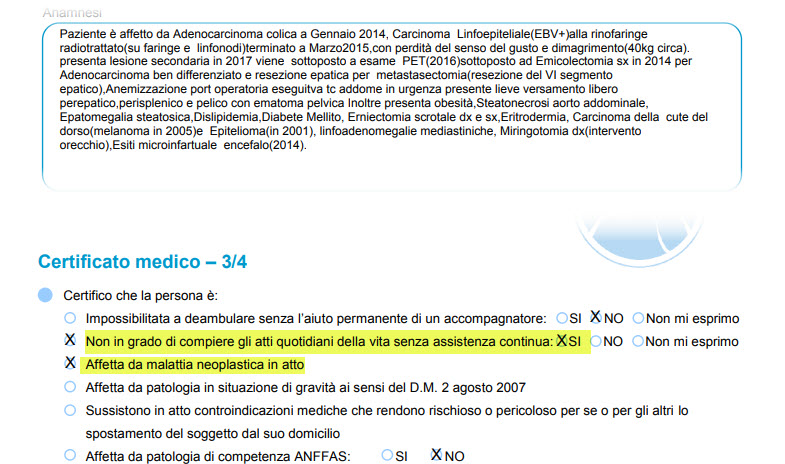 Anamnesi
Paziente è affetto da Adenocarcinoma colica a Gennaio 2014, Carcinoma Linfoepiteliale(EBV+)alla rinofaringe
radiotrattato(su faringe e linfonodi)terminato a Marzo2015,con perdità del senso del gusto e dimagrimento(40kg circa).
presenta lesione secondaria in 2017 viene sottoposto a esame PET(2016)sottoposto ad Emicolectomia sx in 2014 per
Adenocarcinoma ben differenziato e resezione epatica per metastasectomia(resezione del VI segmento
epatico),Anemizzazione port operatoria eseguitva tc addome in urgenza presente lieve versamento libero
perepatico,perisplenico e pelico con ematoma pelvica Inoltre presenta obesità,Steatonecrosi aorto addominale,
Epatomegalia steatosica,Dislipidemia,Diabete Mellito, Erniectomia scrotale dx e sx,Eritrodermia, Carcinoma della cute del
dorso(melanoma in 2005)e Epitelioma(in 2001), linfoadenomegalie mediastiniche, Miringotomia dx(intervento
orecchio),Esiti microinfartuale encefalo(2014).
Certificato medico – 3/4
Certifico che la persona è:
Impossibilitata a deambulare senza l'aiuto permanente di un accompagnatore: SI X NO Non mi esprimo
X Non in grado di compiere gli atti quotidiani della vita senza assistenza continua: X SI NO Non mi esprimo
X Affetta da malattia neoplastica in atto
Affetta da patologia in situazione di gravità ai sensi del D.M. 2 agosto 2007
Sussistono in atto controindicazioni mediche che rendono rischioso o pericoloso per se o per gli altri lo
spostamento del soggetto dal suo domicilio
Affetta da patologia di competenza ANFFAS: SI X NO